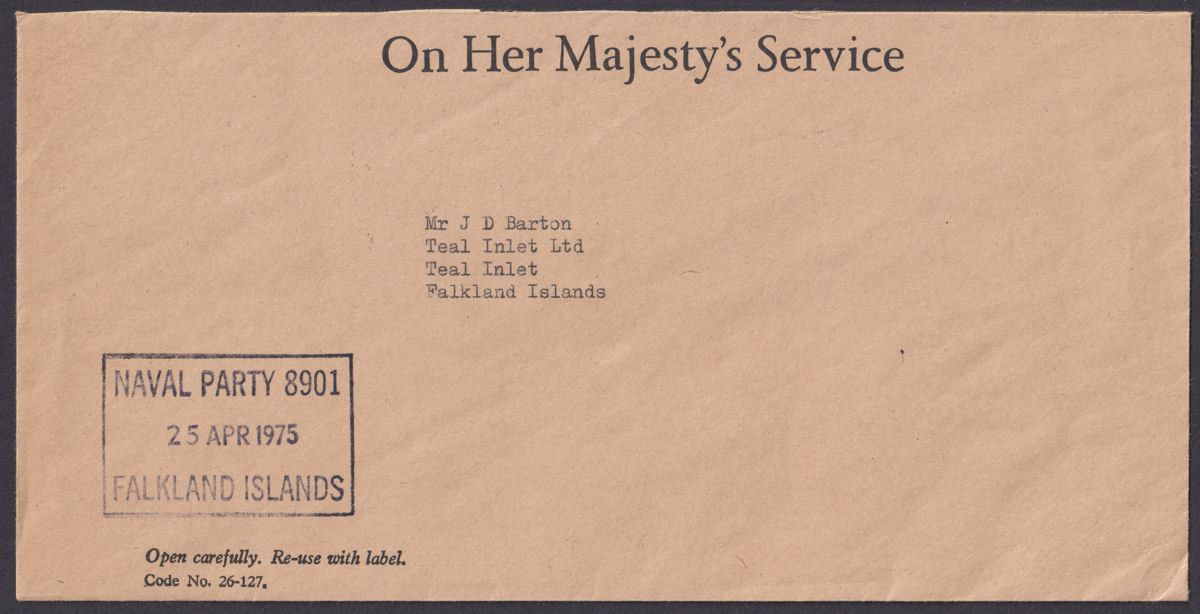 On Her Majesty's Service
Mr J D Barton
Teal Inlet Ltd
Teal Inlet
Falkland Islands
NAVAL PARTY 8901
25 APR 1975
FALKLAND ISLANDS
Open carefully. Re-use with label.
Code No. 26-127.